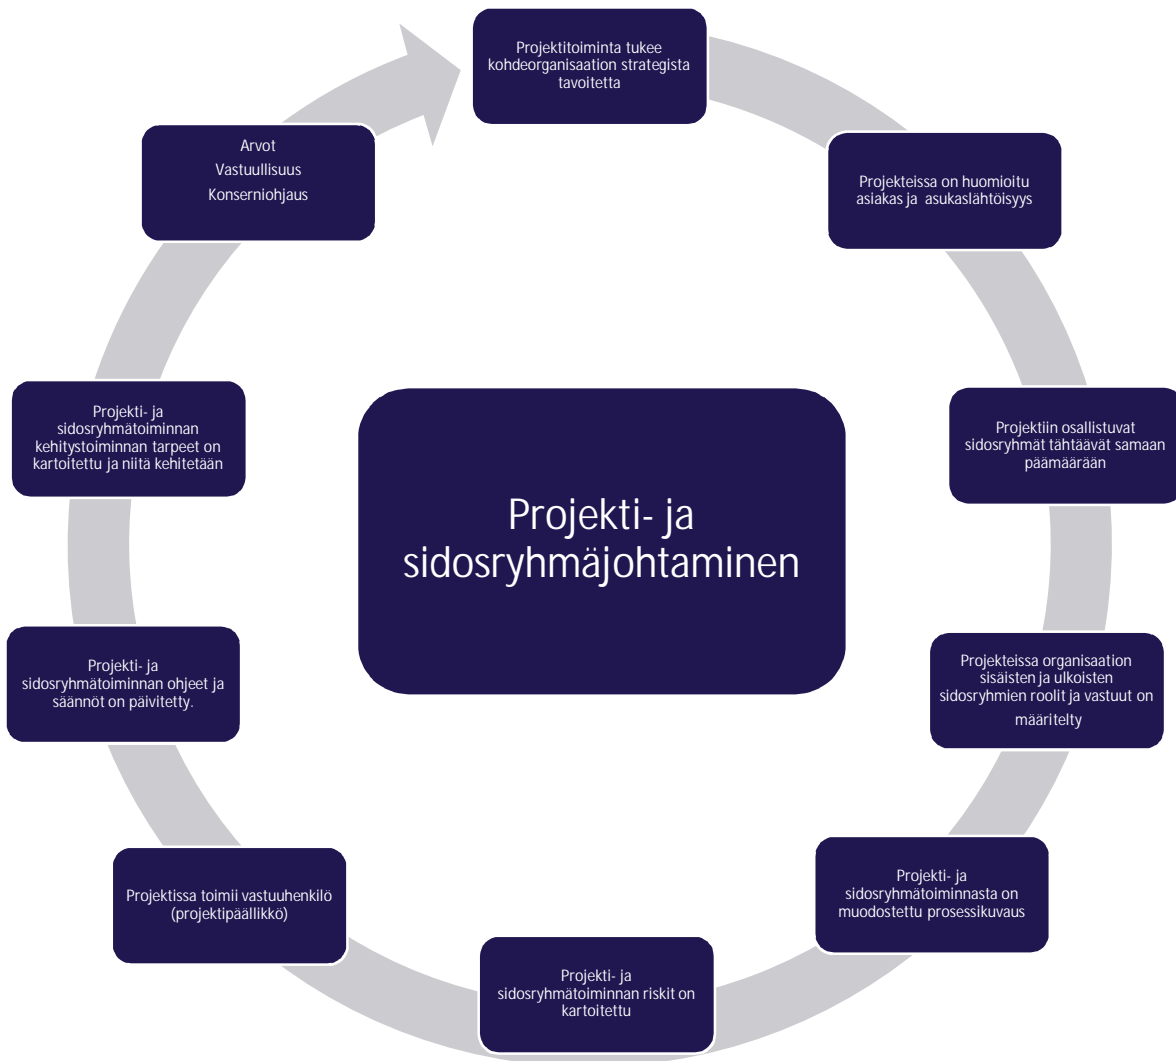 Projektitoiminta tukee
kohdeorganisaation strategista
tavoitetta
Projekteissa on huomioitu
asiakas ja asukaslähtöisyys
Projektiin osallistuvat
sidosryhmät tähtäävät samaan
päämäärään
Projekteissa organisaation
sisäisten ja ulkoisten
sidosryhmien roolit ja vastuut on
määritelty
Projekti- ja
sidosryhmätoiminnasta on
muodostettu prosessikuvaus
Projekti- ja
sidosryhmätoiminnan riskit on
kartoitettu
Projektissa toimii vastuuhenkilö
(projektipäällikkö)
Projekti- ja
sidosryhmätoiminnan ohjeet ja
säännöt on päivitetty.
Projekti- ja
sidosryhmätoiminnan
kehitystoiminnan tarpeet on
kartoitettu ja niitä kehitetään
Arvot
Vastuullisuus
Konserniohjaus
Projekti- ja
sidosryhmäjohtaminen